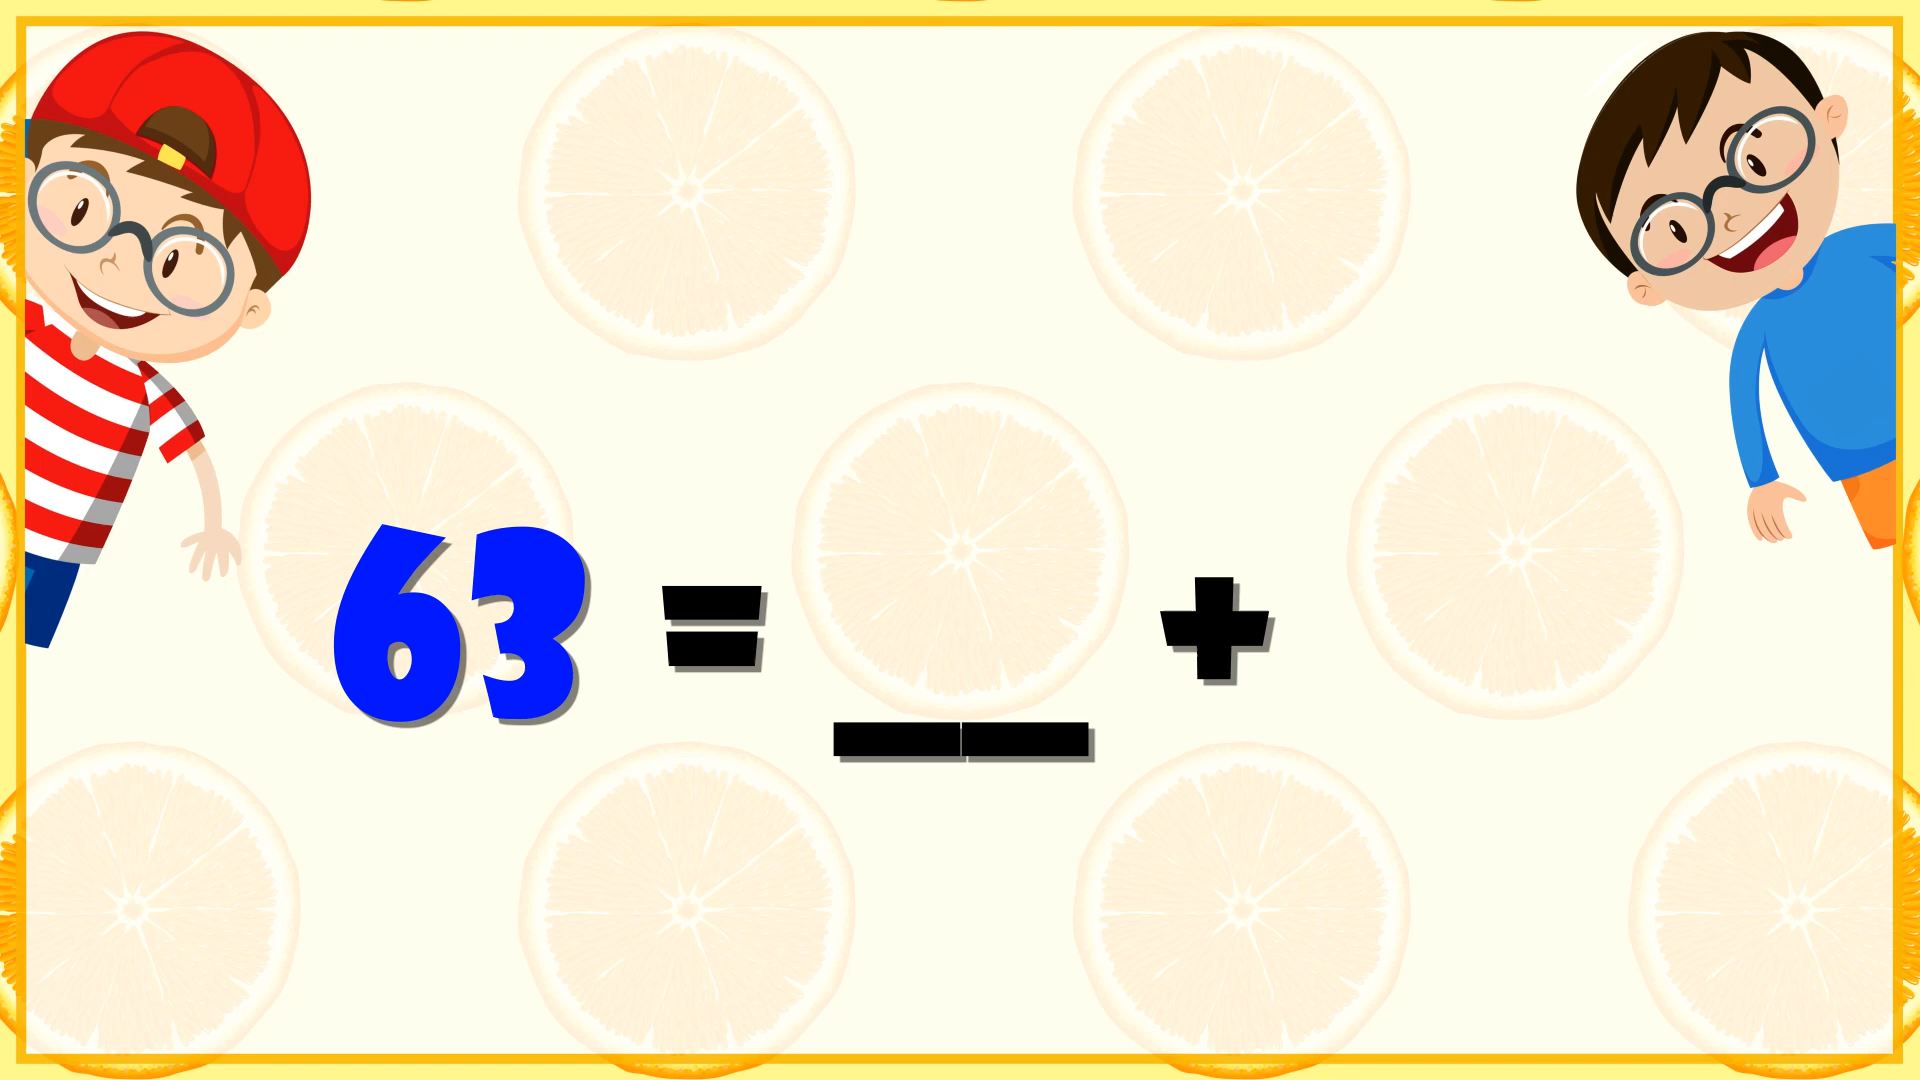 63 = __ +